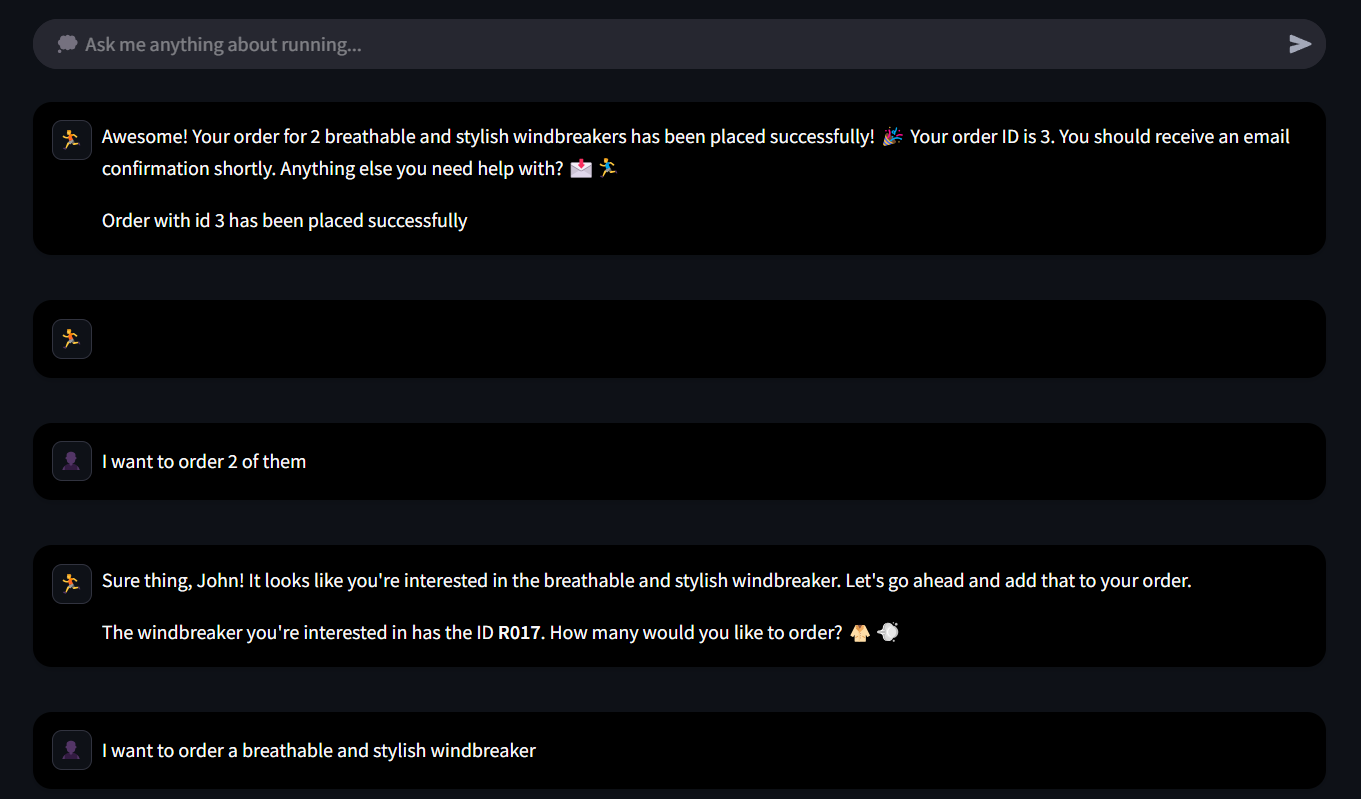 Ask me anything about running...
Awesome! Your order for 2 breathable and stylish windbreakers has been placed successfully! 🎉 Your order ID is 3. You should receive an email
confirmation shortly. Anything else you need help with? 📩 🏃‍♂️
Order with id 3 has been placed successfully
I want to order 2 of them
Sure thing, John! It looks like you're interested in the breathable and stylish windbreaker. Let's go ahead and add that to your order.
The windbreaker you're interested in has the ID R017. How many would you like to order? 🧥 💨
I want to order a breathable and stylish windbreaker